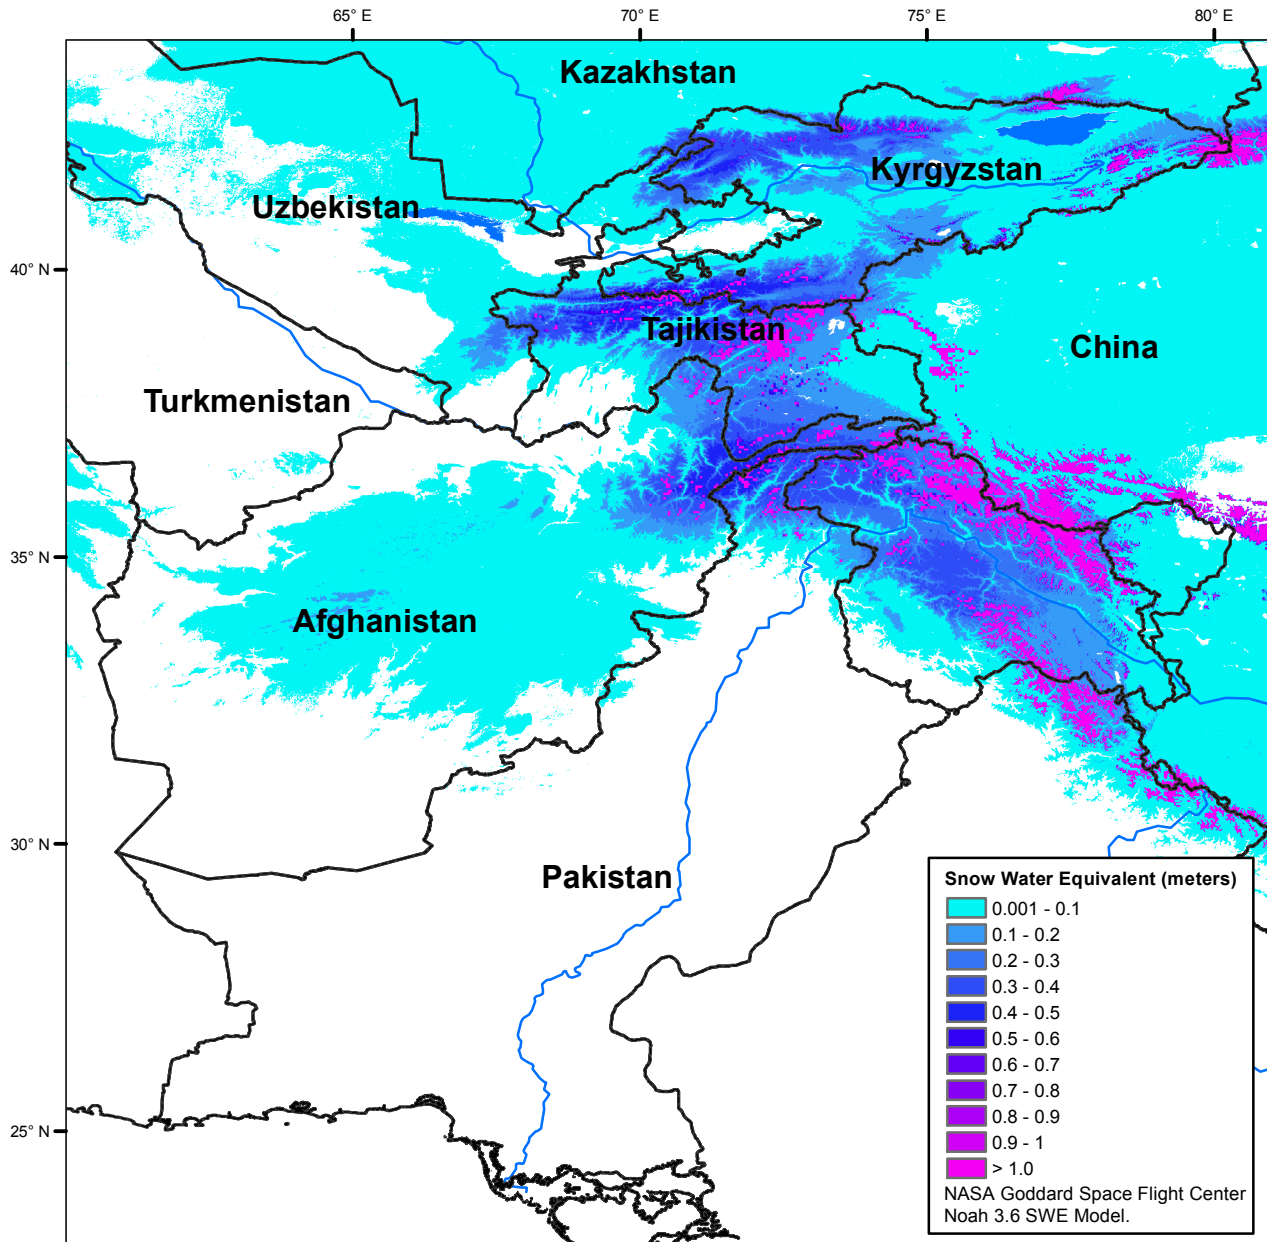 65° E
70° E
75° E
80° E
Kazakhstan
Kyrgyzstan
Uzbekistan
40° N
Tajikistan
China
Turkmenistan
35° N
Afghanistan
30° N
Pakistan
25° N
Snow Water Equivalent (meters)
0.001 - 0.1
0.1 - 0.2
0.2 - 0.3
0.3 - 0.4
0.4 - 0.5
0.5 - 0.6
0.6 - 0.7
0.7 - 0.8
0.8 - 0.9
0.9 - 1
> 1.0
NASA Goddard Space Flight Center
Noah 3.6 SWE Model.